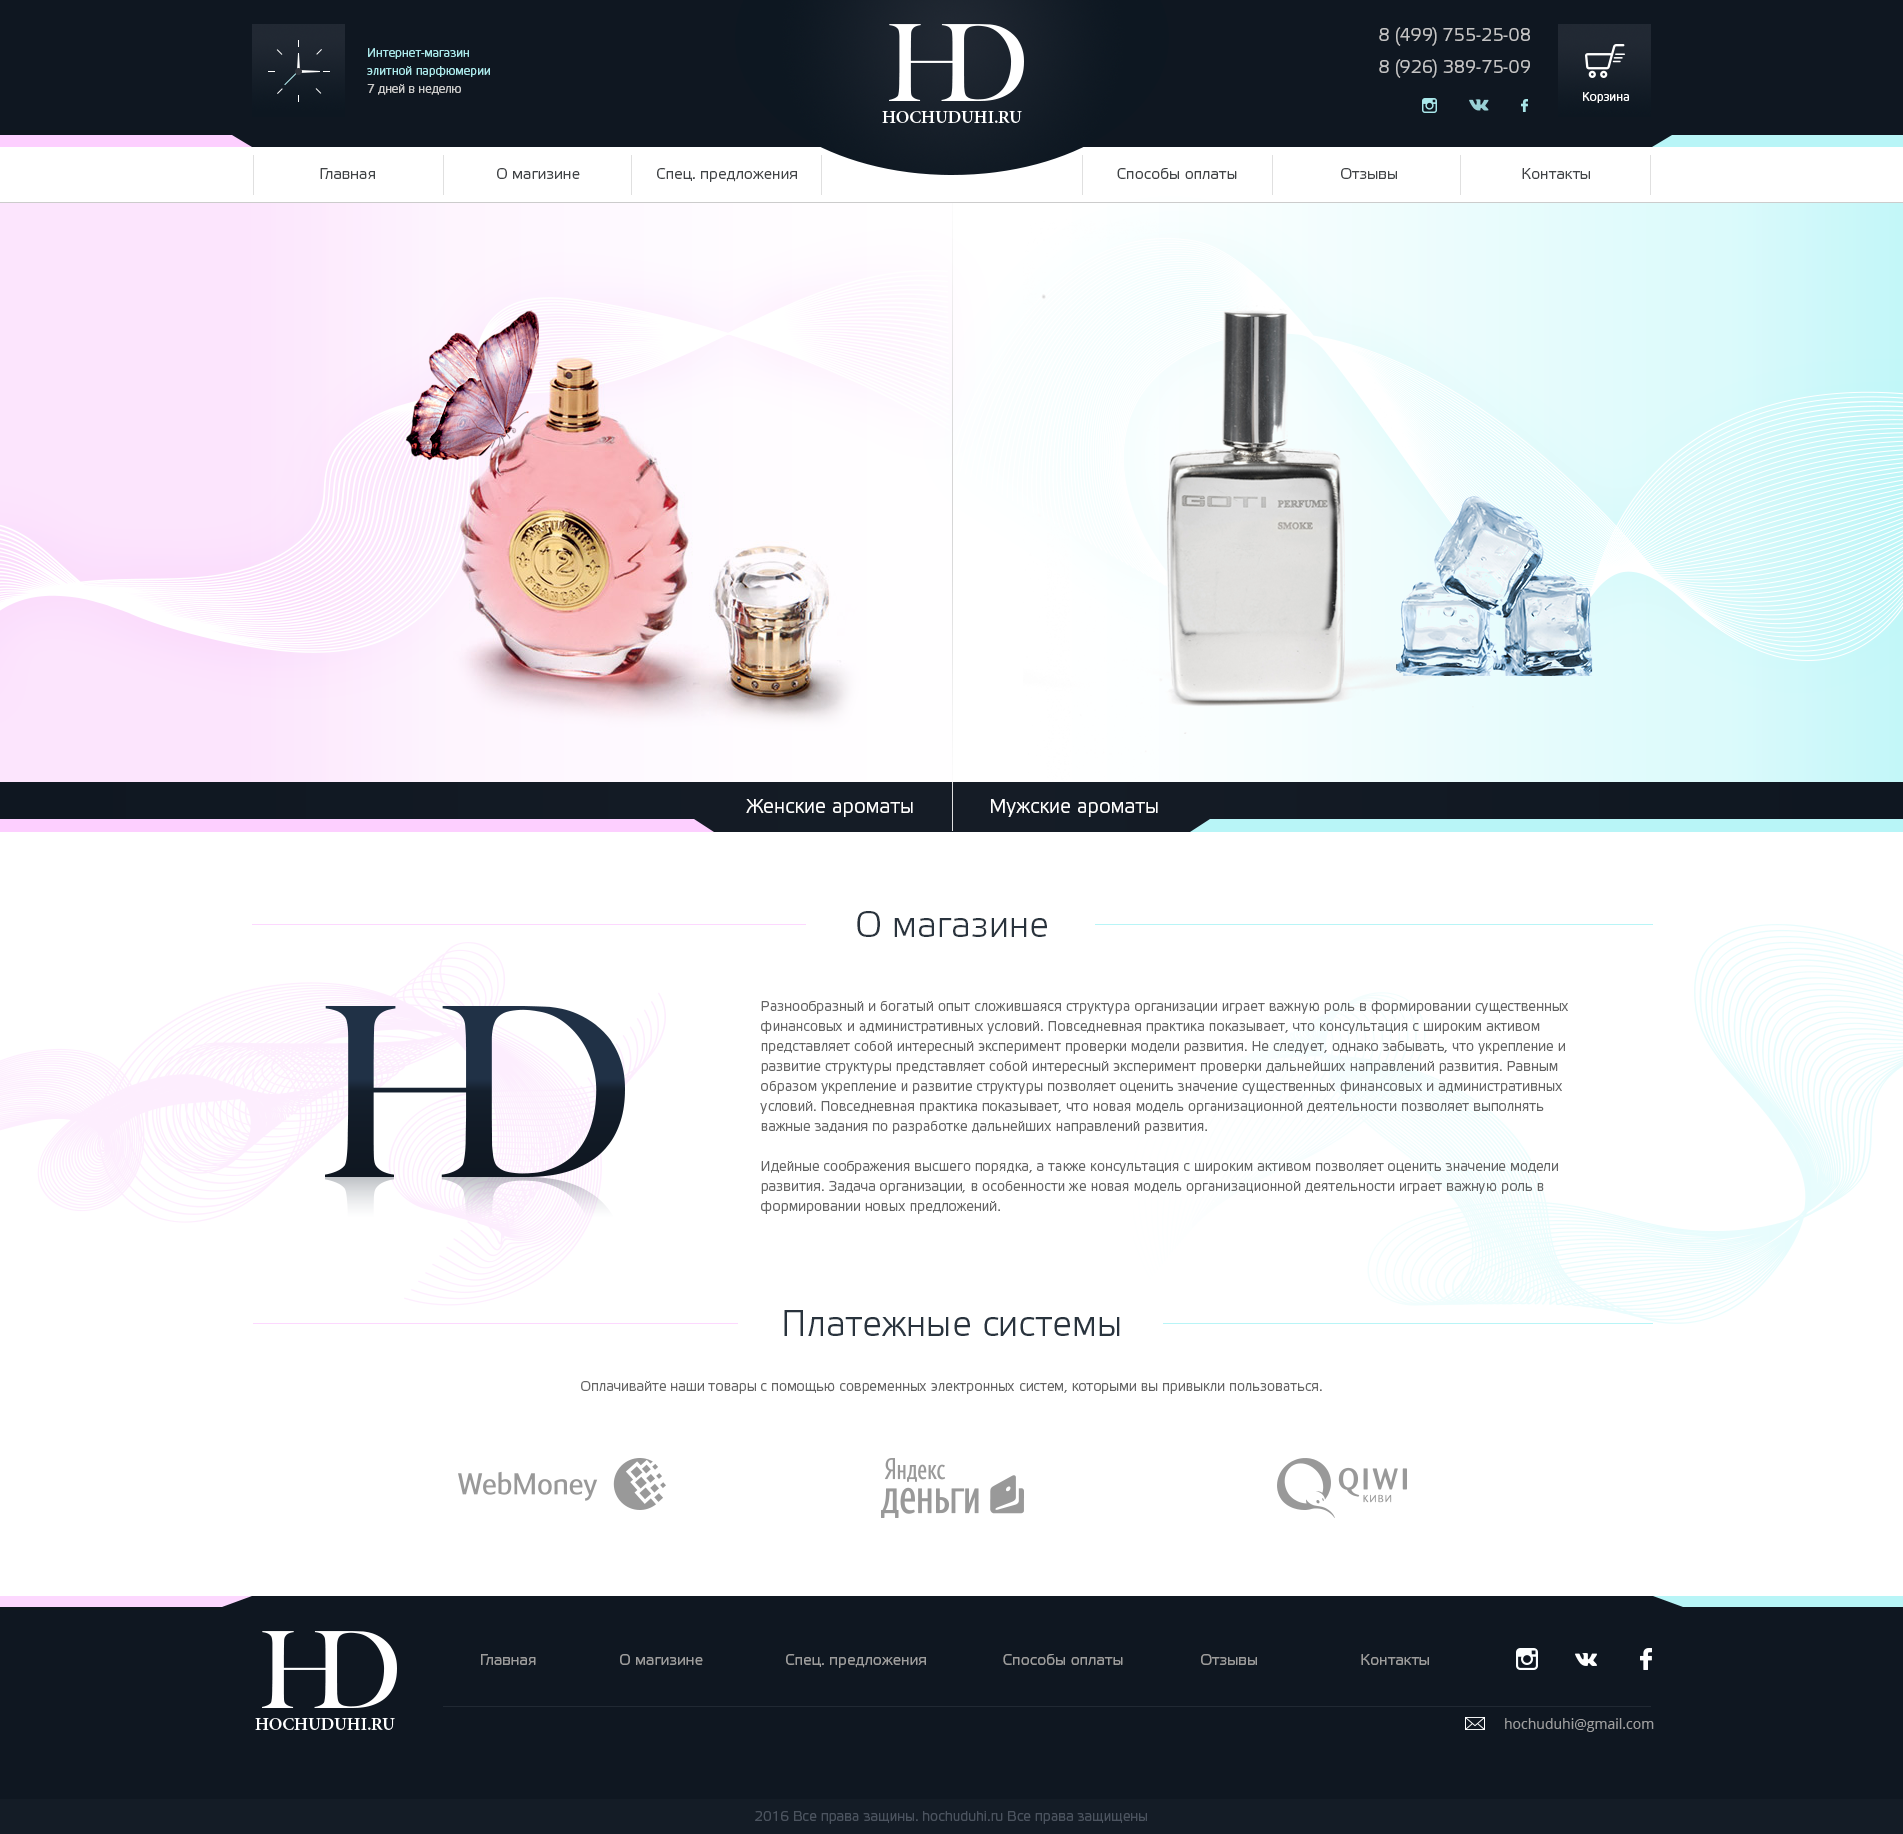 Интернет-магазин
элитной парфюмерии
7 дней в неделю
HD
HOCHUDUHI.RU
8 (499) 755-25-08
8 (926) 389-75-09
Корзина
Главная
О магизине
Спец. предложения
Способы оплаты
Отзывы
Контакты
PARFUMEURS
12
FRANÇAIS
GOTI PERFUME
SMOKE
Женские ароматы
Мужские ароматы
О магазине
HD
Разнообразный и богатый опыт сложившаяся структура организации играет важную роль в формировании существенных
финансовых и административных условий. Повседневная практика показывает, что консультация с широким активом
представляет собой интересный эксперимент проверки модели развития. Не следует, однако забывать, что укрепление и
развитие структуры представляет собой интересный эксперимент проверки дальнейших направлений развития. Равным
образом укрепление и развитие структуры позволяет оценить значение существенных финансовых и административных
условий. Повседневная практика показывает, что новая модель организационной деятельности позволяет выполнять
важные задания по разработке дальнейших направлений развития.
Идейные соображения высшего порядка, а также консультация с широким активом позволяет оценить значение модели
развития. Задача организации, в особенности же новая модель организационной деятельности играет важную роль в
формировании новых предложений.
Платежные системы
Оплачивайте наши товары с помощью современных электронных систем, которыми вы привыкли пользоваться.
WebMoney
Яндекс
деньги
QIWI
КИВИ
HD
HOCHUDUHI.RU
Главная
О магизине
Спец. предложения
Способы оплаты
Отзывы
Контакты
hochuduhi@gmail.com
2016 Все права защины. hochuduhi.ru Все права защищены